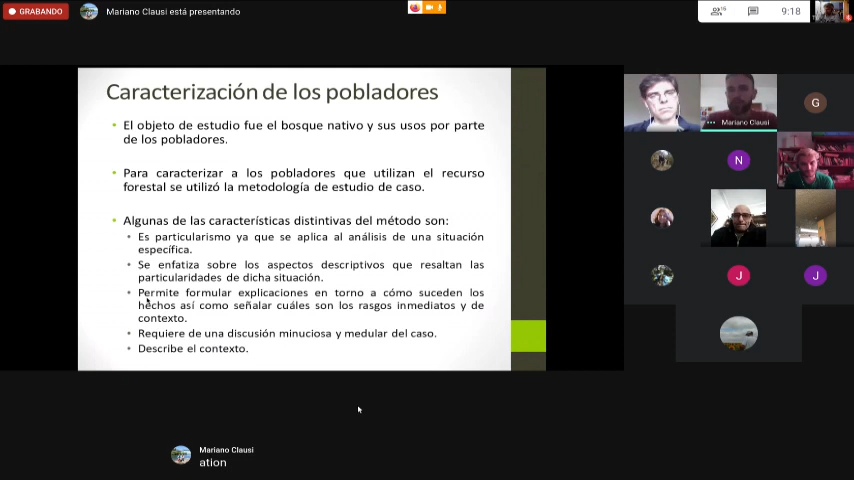 GRABANDO
Mariano Clausi está presentando
16
9:18
Caracterización de los pobladores
• El objeto de estudio fue el bosque nativo y sus usos por parte
de los pobladores.
• Para caracterizar a los pobladores que utilizan el recurso
forestal se utilizó la metodología de estudio de caso.
• Algunas de las características distintivas del método son:
• Es particularismo ya que se aplica al análisis de una situación
específica.
• Se enfatiza sobre los aspectos descriptivos que resaltan las
particularidades de dicha situación.
• Permite formular explicaciones en torno a cómo suceden los
hechos así como señalar cuáles son los rasgos inmediatos y de
contexto.
• Requiere de una discusión minuciosa y medular del caso.
• Describe el contexto.
Mariano Clausi
G
N
J
J
Mariano Clausi
ation